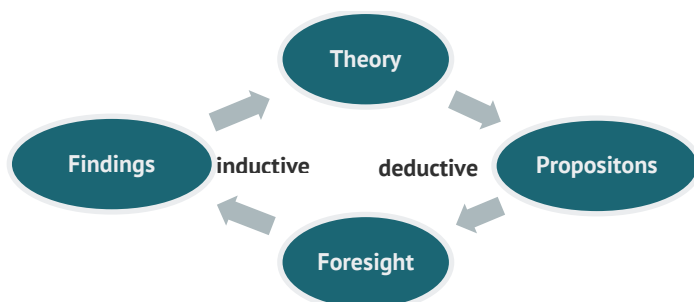 Theory
Findings
inductive
deductive
Propositons
Foresight